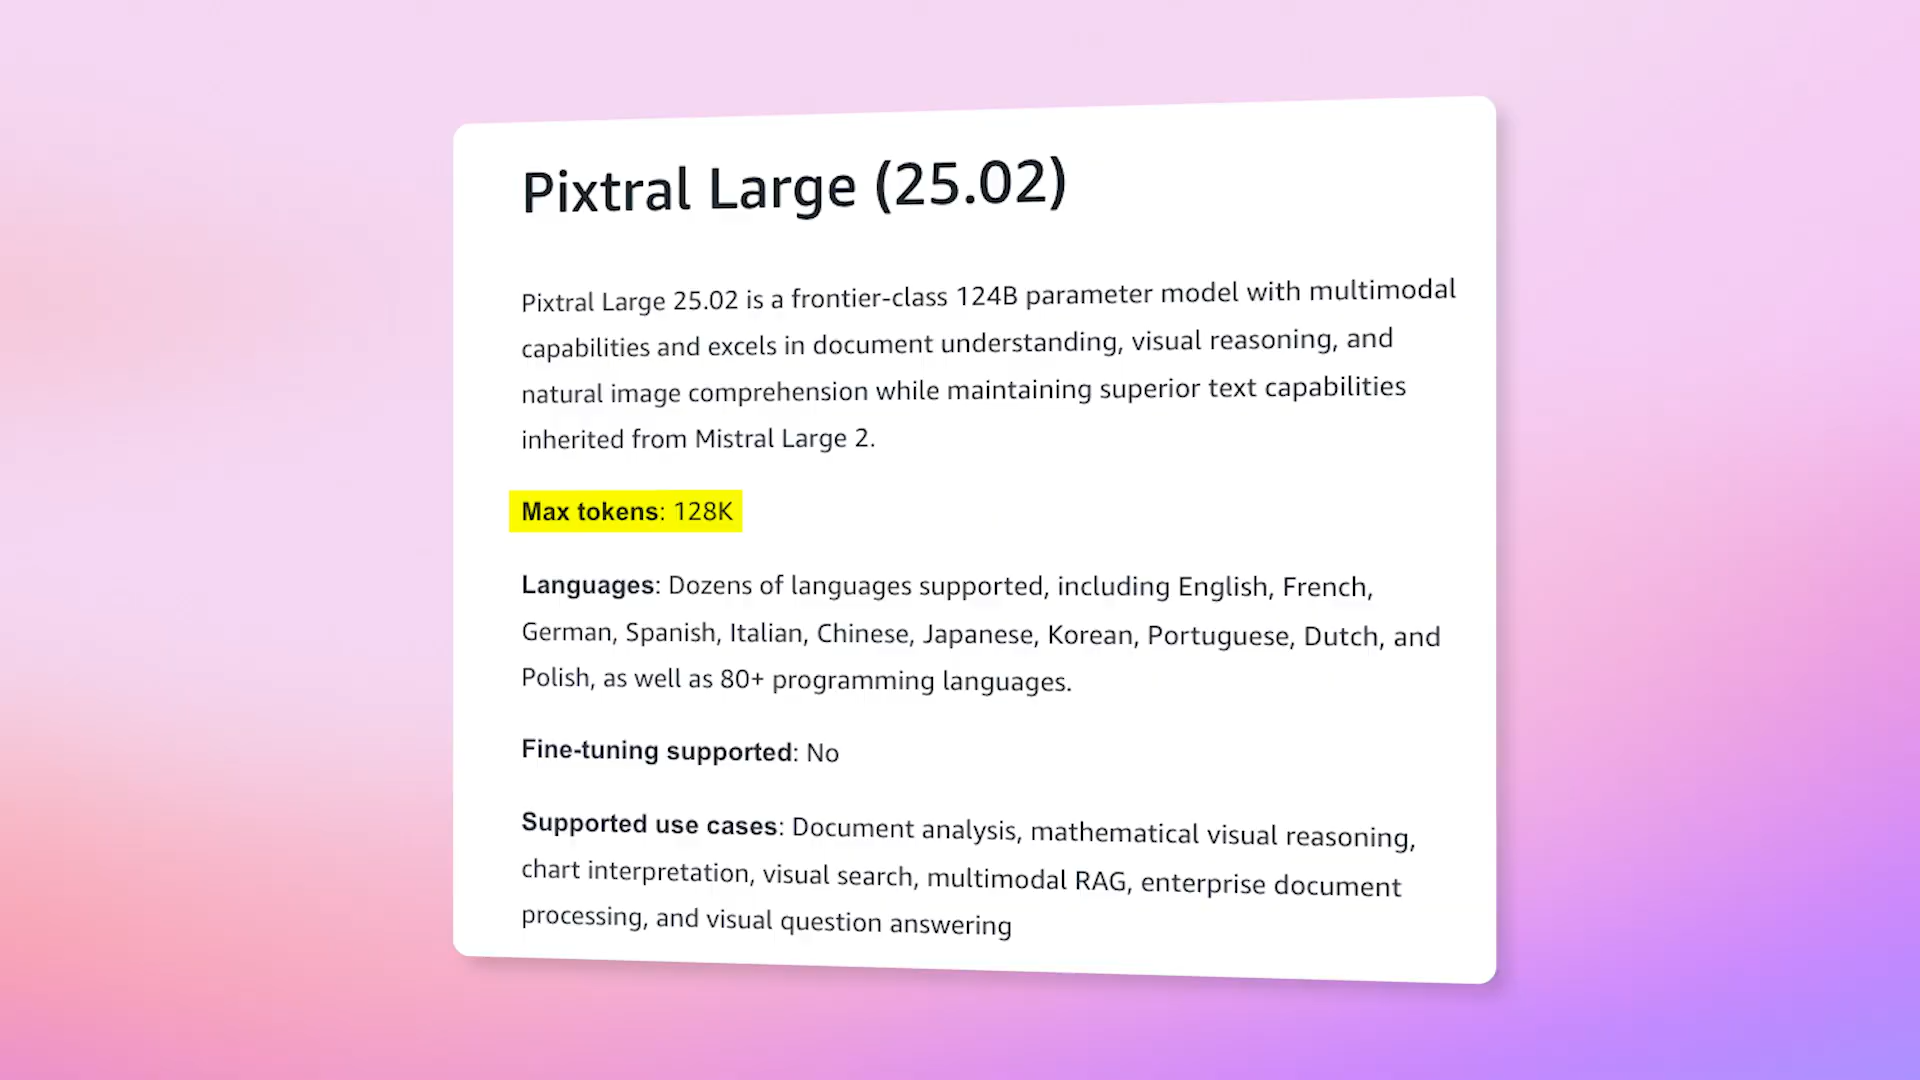 Pixtral Large (25.02)
Pixtral Large 25.02 is a frontier-class 124B parameter model with multimodal
capabilities and excels in document understanding, visual reasoning, and
natural image comprehension while maintaining superior text capabilities
inherited from Mistral Large 2.
Max tokens: 128K
Languages: Dozens of languages supported, including English, French,
German, Spanish, Italian, Chinese, Japanese, Korean, Portuguese, Dutch, and
Polish, as well as 80+ programming languages.
Fine-tuning supported: No
Supported use cases: Document analysis, mathematical visual reasoning,
chart interpretation, visual search, multimodal RAG, enterprise document
processing, and visual question answering